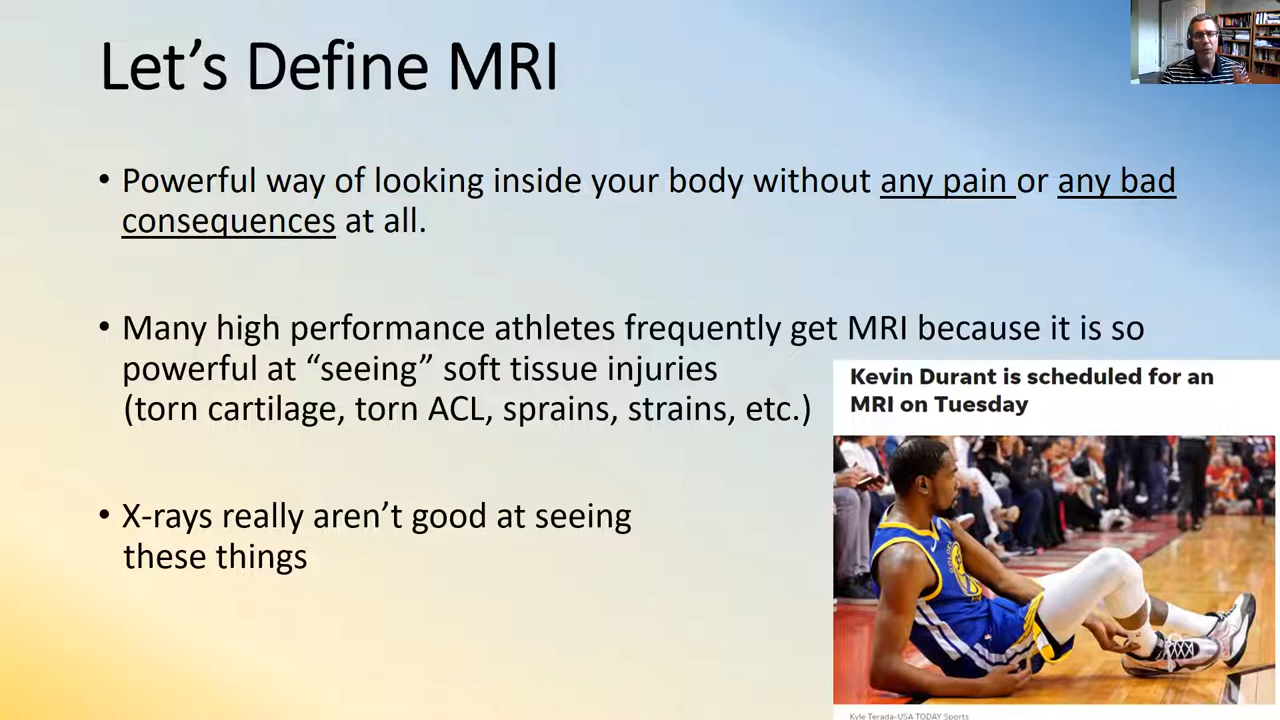 Let's Define MRI
• Powerful way of looking inside your body without any pain or any bad
consequences at all.
• Many high performance athletes frequently get MRI because it is so
powerful at “seeing” soft tissue injuries
(torn cartilage, torn ACL, sprains, strains, etc.)
• X-rays really aren’t good at seeing
these things
Kevin Durant is scheduled for an
MRI on Tuesday
Kyle Terada-USA TODAY Sports